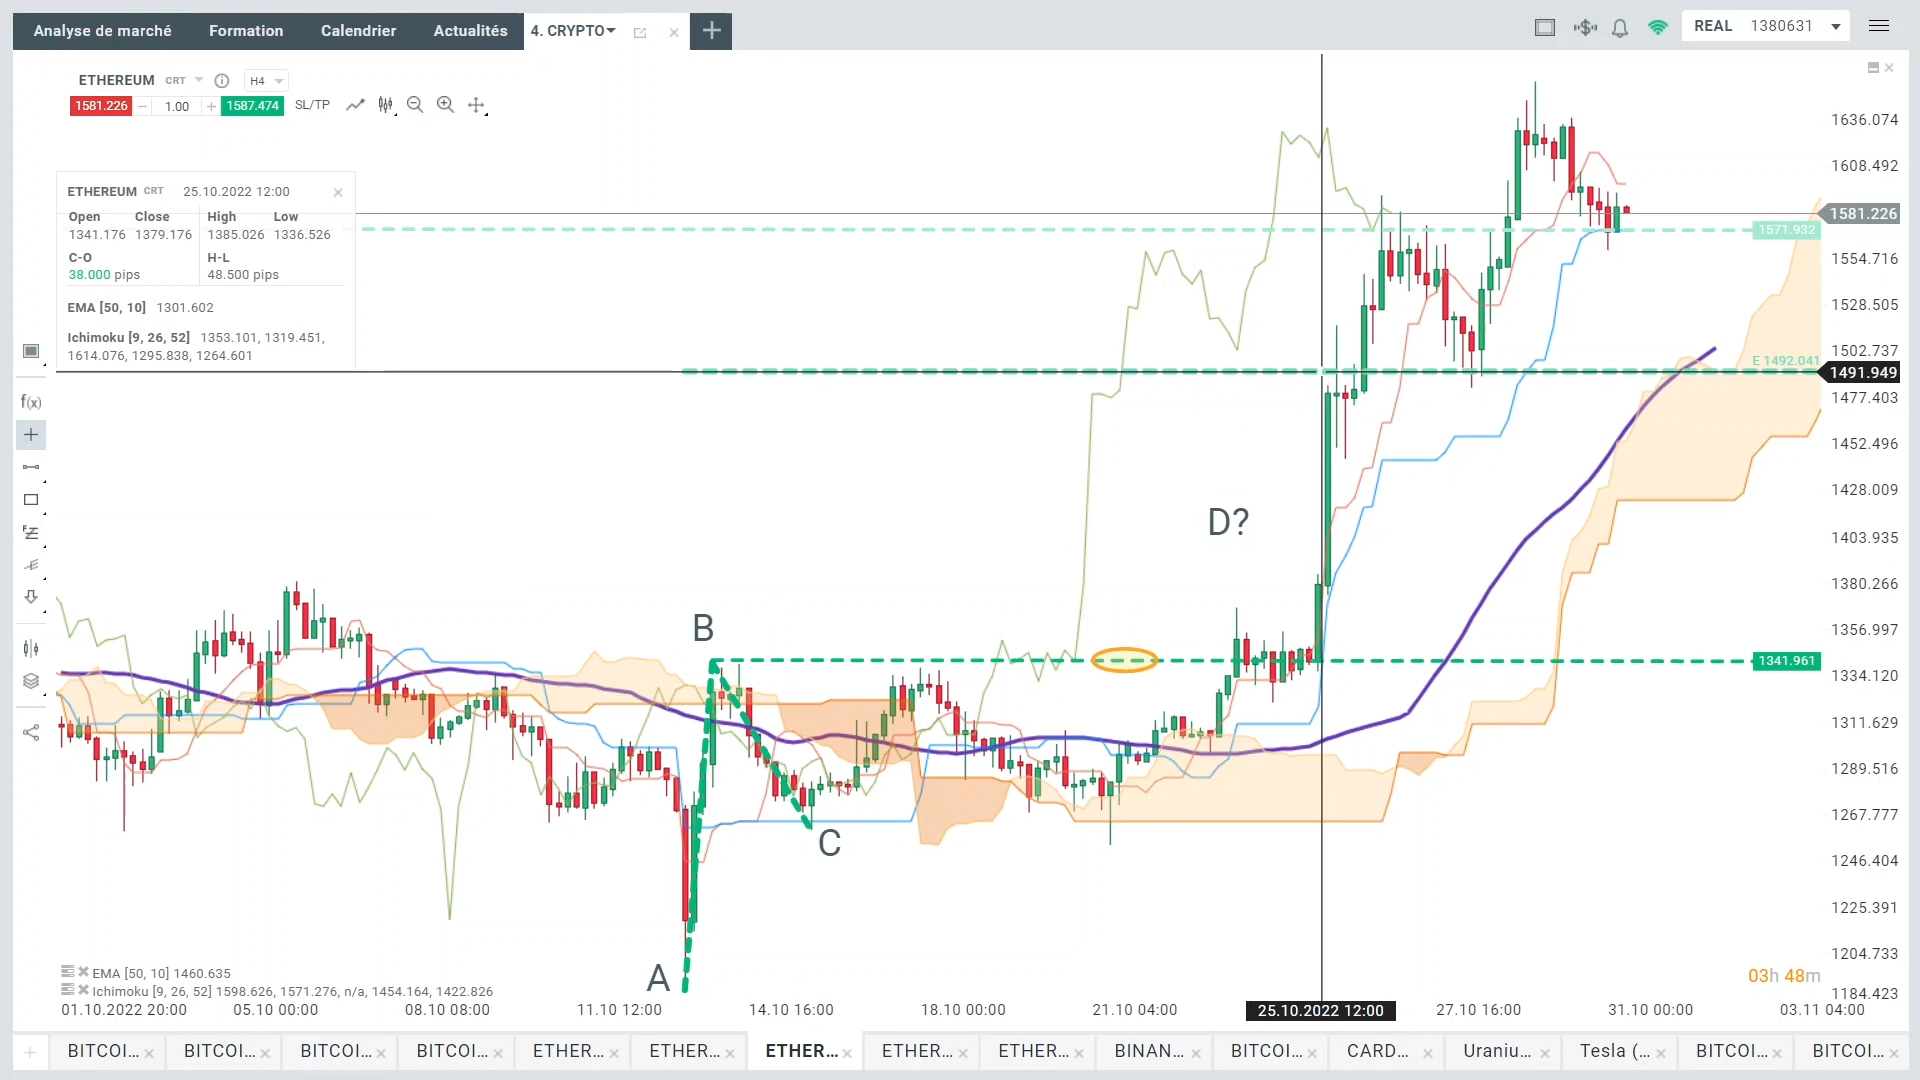 Analyse de marché Formation Calendrier Actualités 4. CRYPTO REAL 1380631
ETHEREUM CRT H4
1581.226 1.00 1587.474 SL/TP
ETHEREUM CRT 25.10.2022 12:00
Open Close High Low
1341.176 1379.176 1385.026 1336.526
C-O H-L
38.000 pips 48.500 pips
EMA [50, 10] 1301.602
Ichimoku [9, 26, 52] 1353.101, 1319.451,
1614.076, 1295.838, 1264.601
f(x)
1636.074
1608.492
1581.226
1571.932
1554.716
1528.505
1502.737
E 1492.041
1491.949
1477.403
1452.496
1428.009
D?
1403.935
1380.266
B
1356.997
1341.961
1334.120
1311.629
1289.516
1267.777
C
1246.404
1225.391
1204.733
A
03h 48m
1184.423
EMA [50, 10] 1460.635
Ichimoku [9, 26, 52] 1598.626, 1571.276, n/a, 1454.164, 1422.826
01.10.2022 20:00 05.10 00:00 08.10 08:00 11.10 12:00 14.10 16:00 18.10 00:00 21.10 04:00 25.10.2022 12:00 27.10 16:00 31.10 00:00 03.11 04:00
BITCOI... BITCOI... BITCOI... BITCOI... ETHER... ETHER... ETHER... ETHER... ETHER... BINAN... BITCOI... CARD... Uraniu... Tesla (... BITCOI... BITCOI...